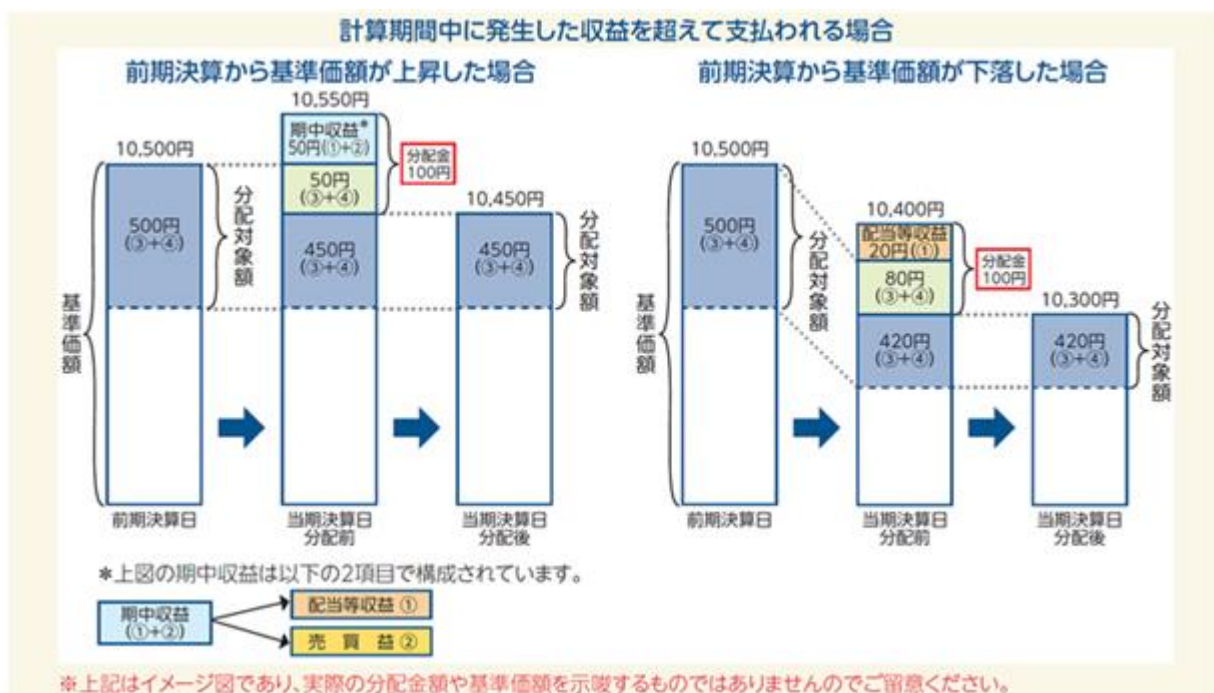 計算期間中に発生した収益を超えて支払われる場合
前期決算から基準価額が上昇した場合
10,500円
10,550円
期中収益*
50円(①+②)
分配金
100円
50円
(③+④)
10,450円
500円
(③+④)
分配対象額
450円
(③+④)
450円
(③+④)
分配対象額
基準価額
前期決算日
当期決算日
分配前
当期決算日
分配後
前期決算から基準価額が下落した場合
10,500円
10,400円
配当等収益
20円(①)
分配金
100円
80円
(③+④)
10,300円
500円
(③+④)
分配対象額
420円
(③+④)
420円
(③+④)
分配対象額
基準価額
前期決算日
当期決算日
分配前
当期決算日
分配後
*上図の期中収益は以下の2項目で構成されています。
期中収益
(①+②)
配当等収益 ①
売 買 益 ②
※上記はイメージ図であり、実際の分配金額や基準価額を示唆するものではありませんのでご留意ください。